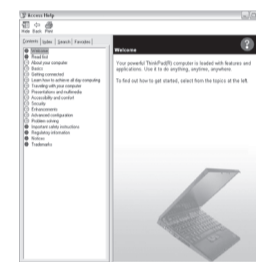 Access Help
Hide Back Print
Contents Index Search Favorites
Welcome
Read first
About your computer
Basics
Getting connected
Learn how to achieve all day computing
Traveling with your computer
Presentations and multimedia
Accessibility and comfort
Security
Enhancements
Advanced configuration
Problem solving
Important safety instructions
Regulatory information
Notices
Trademarks
?
Welcome
Your powerful ThinkPad(R) computer is loaded with features and
applications. Use it to do anything, anytime, anywhere.
To find out how to get started, select from the topics at the left.